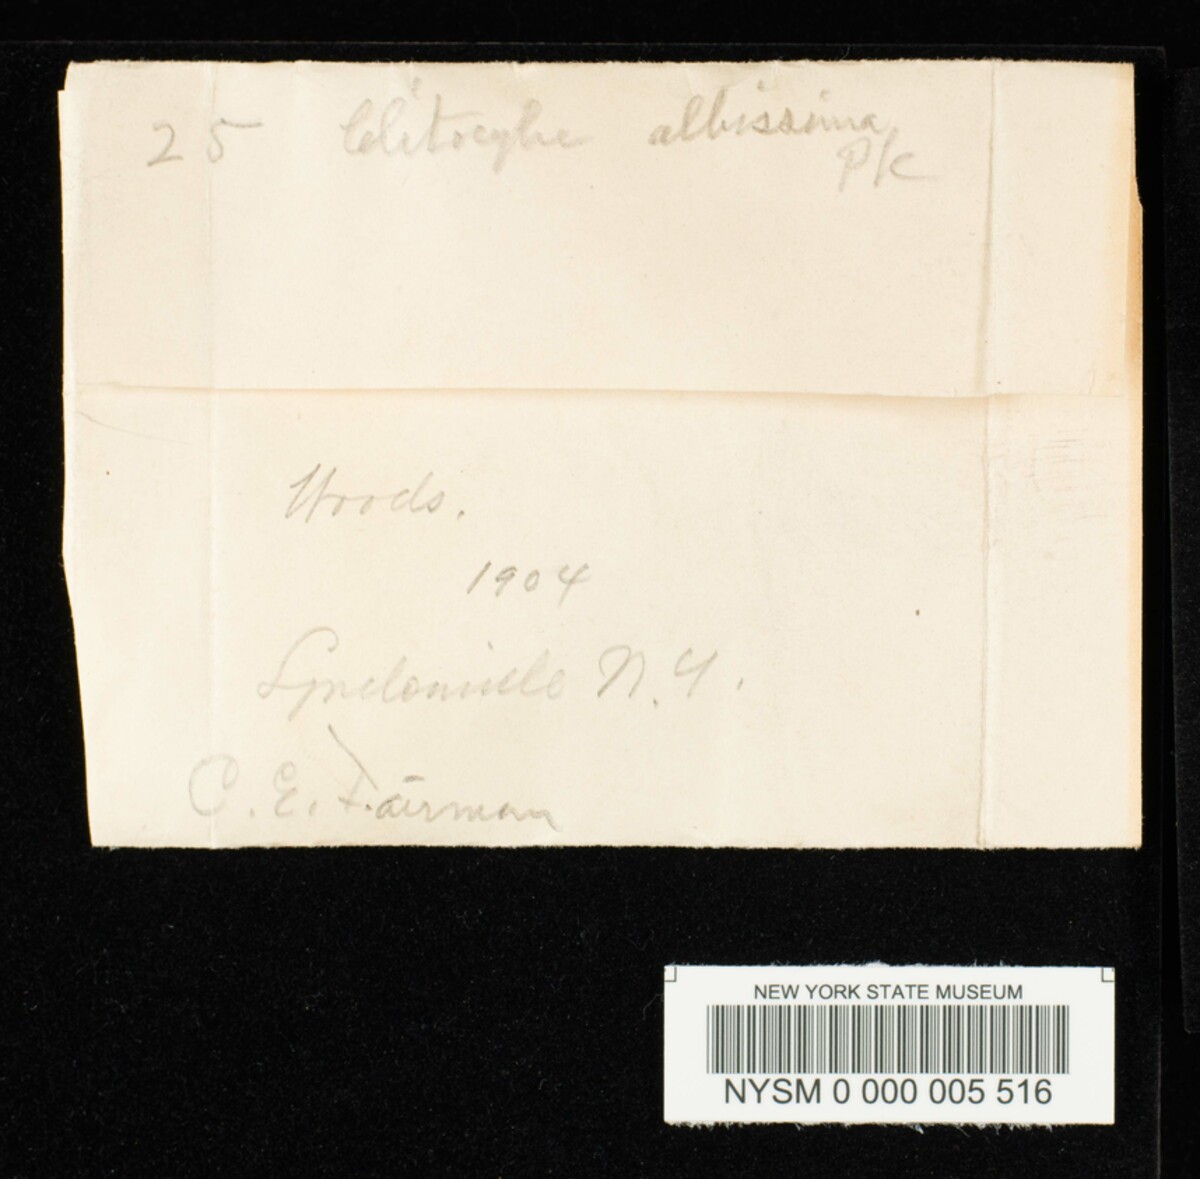 25 Clitocybe albissima
Pk
Woods.
1904
Lyndonville N.Y.
C. E. Fairman
NEW YORK STATE MUSEUM
NYSM 0 000 005 516